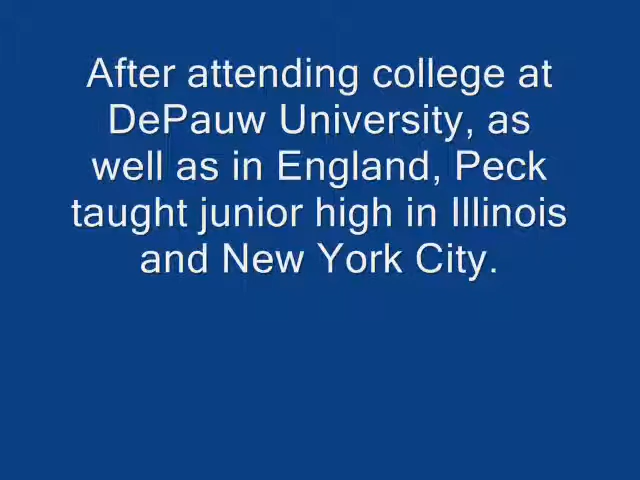 After attending college at
DePauw University, as
well as in England, Peck
taught junior high in Illinois
and New York City.